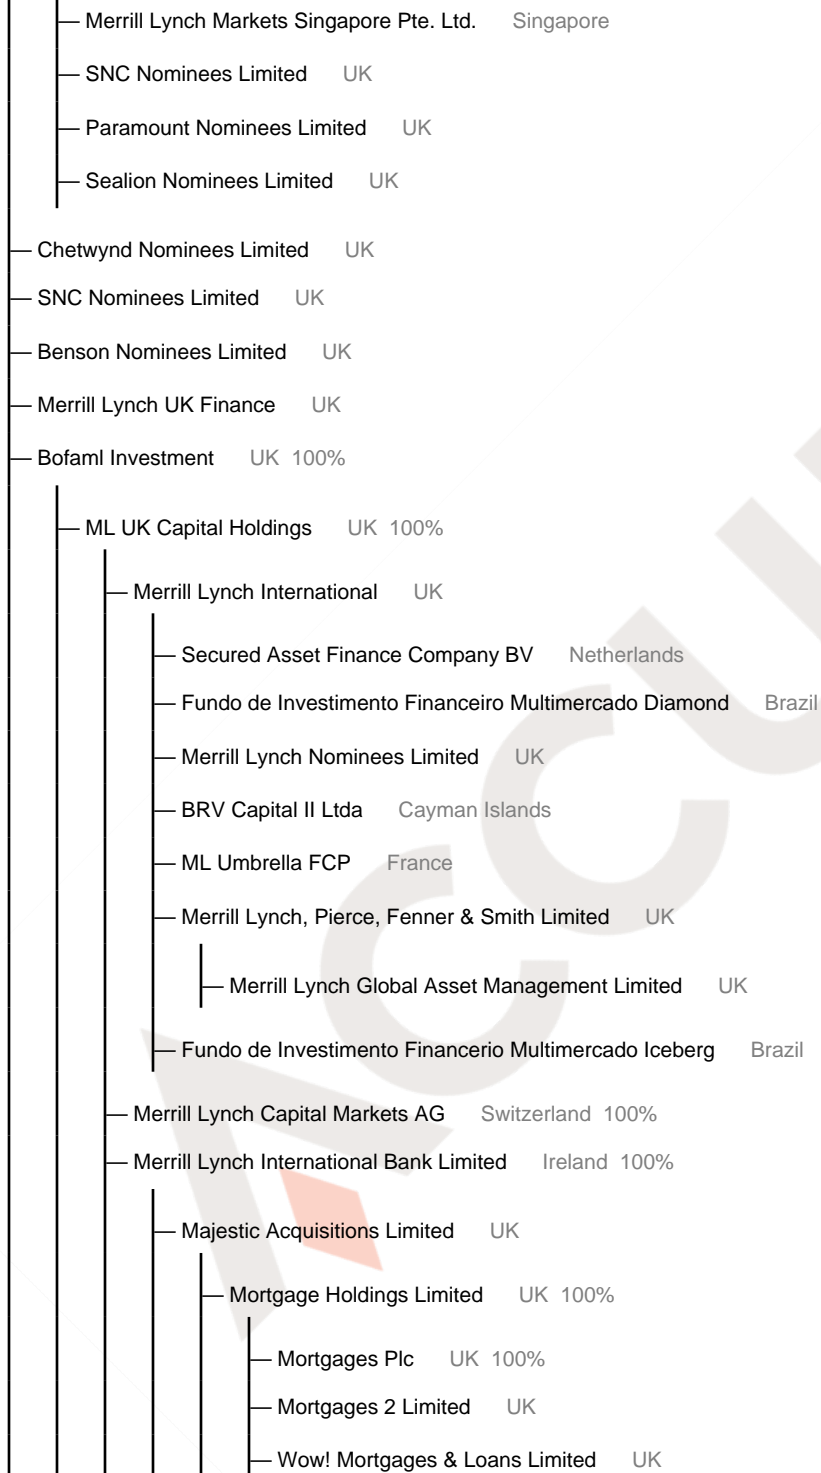 Merrill Lynch Markets Singapore Pte. Ltd. Singapore
SNC Nominees Limited UK
Paramount Nominees Limited UK
Sealion Nominees Limited UK
Chetwynd Nominees Limited UK
SNC Nominees Limited UK
Benson Nominees Limited UK
Merrill Lynch UK Finance UK
Bofaml Investment UK 100%
ML UK Capital Holdings UK 100%
Merrill Lynch International UK
Secured Asset Finance Company BV Netherlands
Fundo de Investimento Financeiro Multimercado Diamond Brazil
Merrill Lynch Nominees Limited UK
BRV Capital II Ltda Cayman Islands
ML Umbrella FCP France
Merrill Lynch, Pierce, Fenner & Smith Limited UK
Merrill Lynch Global Asset Management Limited UK
Fundo de Investimento Financerio Multimercado Iceberg Brazil
Merrill Lynch Capital Markets AG Switzerland 100%
Merrill Lynch International Bank Limited Ireland 100%
Majestic Acquisitions Limited UK
Mortgage Holdings Limited UK 100%
Mortgages Plc UK 100%
Mortgages 2 Limited UK
Wow! Mortgages & Loans Limited UK